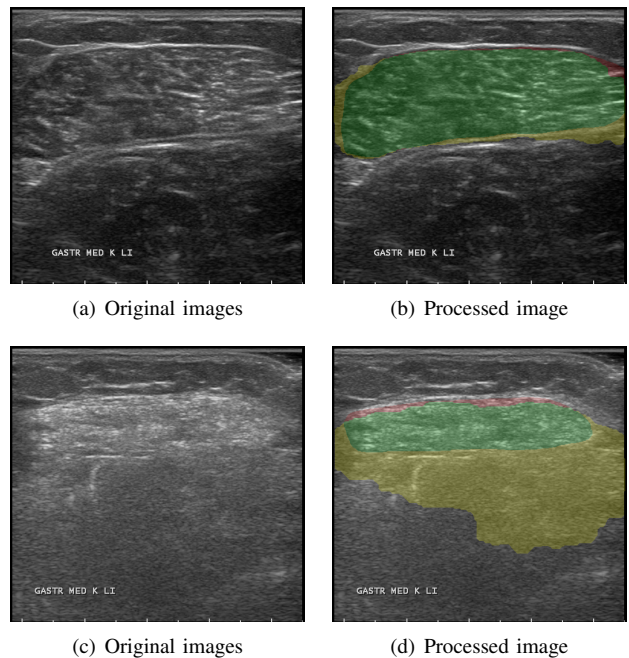 GASTR MED K LI
GASTR MED K LI
(a) Original images
(b) Processed image
GASTR MED K LI
GASTR MED K LI
(c) Original images
(d) Processed image